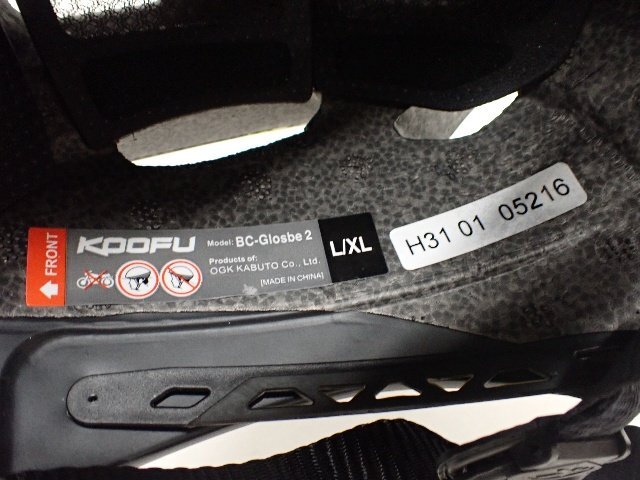 FRONT
KOOFU Model: BC-Glosbe 2
Products of:
OGK KABUTO Co., Ltd.
[MADE IN CHINA]
L/XL
H31 01 05216